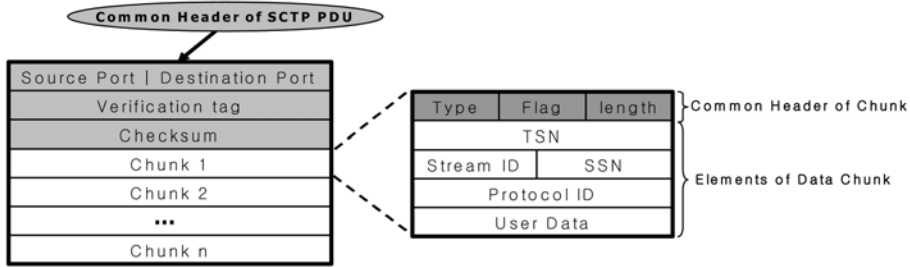 Common Header of SCTP PDU
Source Port | Destination Port
Verification tag
Checksum
Chunk 1
Chunk 2
...
Chunk n
Type Flag length
TSN
Stream ID SSN
Protocol ID
User Data
Common Header of Chunk
Elements of Data Chunk